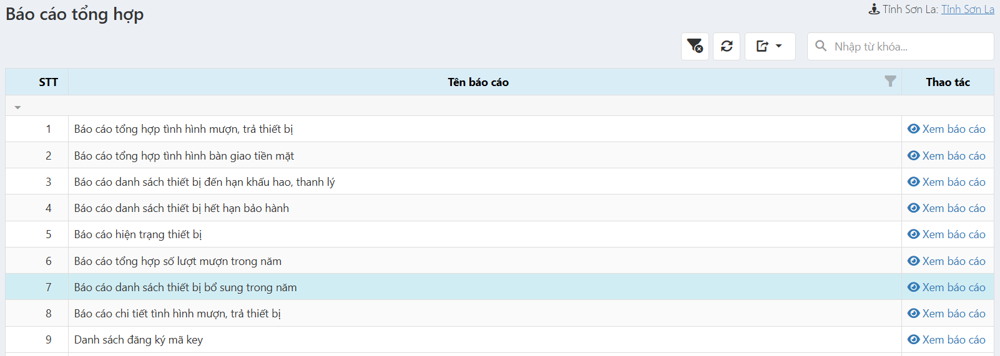 Báo cáo tổng hợp
Tỉnh Sơn La: Tỉnh Sơn La
Nhập từ khóa...
STT Tên báo cáo Thao tác
1 Báo cáo tổng hợp tình hình mượn, trả thiết bị Xem báo cáo
2 Báo cáo tổng hợp tình hình bàn giao tiền mặt Xem báo cáo
3 Báo cáo danh sách thiết bị đến hạn khấu hao, thanh lý Xem báo cáo
4 Báo cáo danh sách thiết bị hết hạn bảo hành Xem báo cáo
5 Báo cáo hiện trạng thiết bị Xem báo cáo
6 Báo cáo tổng hợp số lượt mượn trong năm Xem báo cáo
7 Báo cáo danh sách thiết bị bổ sung trong năm Xem báo cáo
8 Báo cáo chi tiết tình hình mượn, trả thiết bị Xem báo cáo
9 Danh sách đăng ký mã key Xem báo cáo